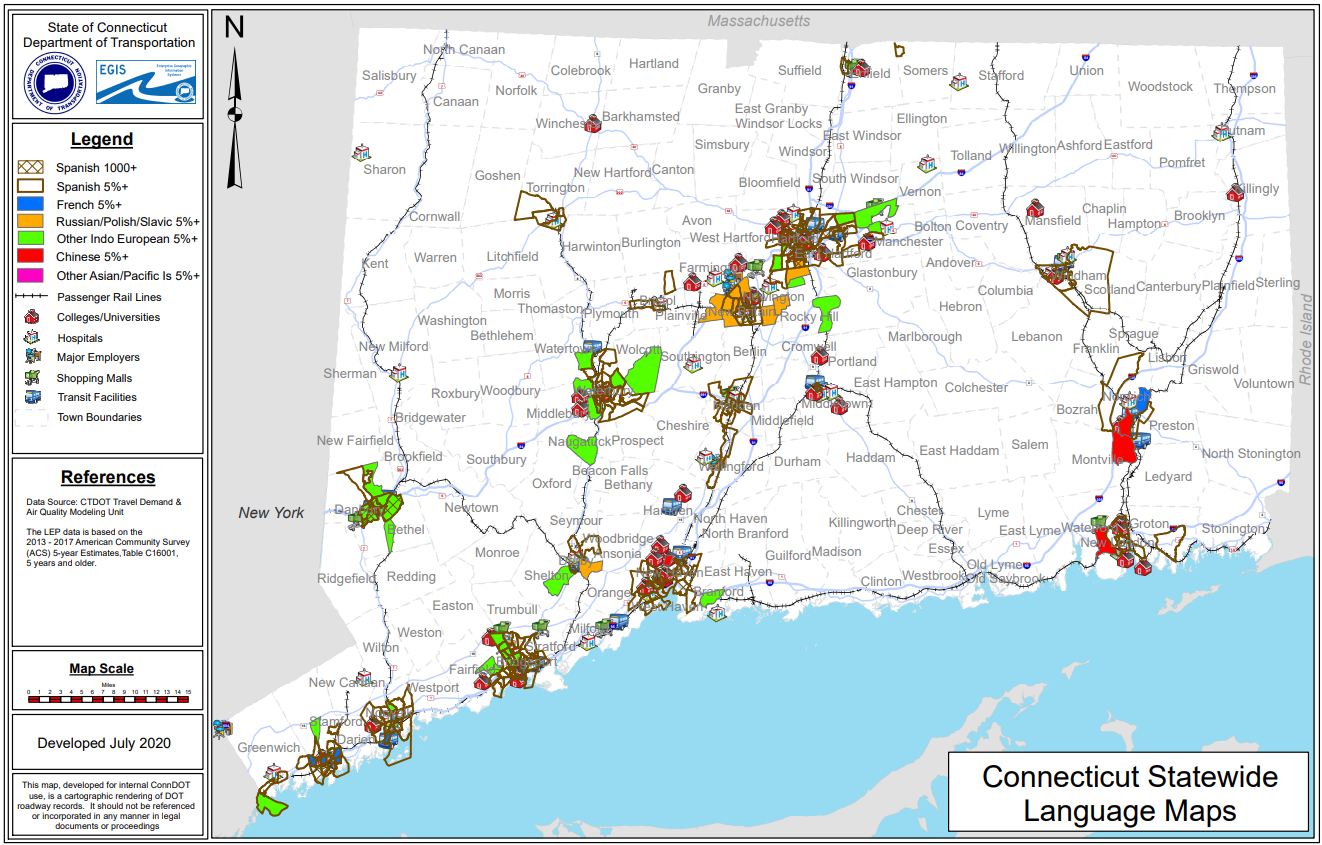 State of Connecticut
Department of Transportation
CONNECTICUT
DEPARTMENT OF TRANSPORTATION
EGIS
Enterprise Geographic
Information
Systems
Legend
Spanish 1000+
Spanish 5%+
French 5%+
Russian/Polish/Slavic 5%+
Other Indo European 5%+
Chinese 5%+
Other Asian/Pacific Is 5%+
Passenger Rail Lines
Colleges/Universities
Hospitals
Major Employers
Shopping Malls
Transit Facilities
Town Boundaries
References
Data Source: CTDOT Travel Demand &
Air Quality Modeling Unit
The LEP data is based on the
2013 - 2017 American Community Survey
(ACS) 5-year Estimates,Table C16001,
5 years and older.
Map Scale
Miles
0 1 2 3 4 5 6 7 8 9 10 11 12 13 14 15
Developed July 2020
This map, developed for internal ConnDOT
use, is a cartographic rendering of DOT
roadway records. It should not be referenced
or incorporated in any manner in legal
documents or proceedings
N
Massachusetts
North Canaan
Salisbury
Colebrook
Hartland
Suffield
Somers
Stafford
Union
Woodstock
Thompson
Norfolk
Canaan
Granby
East Granby
Windsor Locks
Barkhamsted
Ellington
East Windsor
Simsbury
Windsor
Willington
Ashford
Eastford
Tolland
Pomfret
Sharon
Goshen
New Hartford
Canton
Torrington
Bloomfield
South Windsor
Vernon
Cornwall
Avon
West Hartford
Bolton
Coventry
Mansfield
Chaplin
Hampton
Brooklyn
Harwinton
Burlington
Manchester
Kent
Warren
Litchfield
Andover
Glastonbury
Columbia
Scotland
Canterbury
Plainfield
Sterling
Morris
Thomaston
Plymouth
Plainville
Rocky Hill
Hebron
Washington
Bethlehem
Marlborough
Lebanon
Sprague
Franklin
Lisbon
New Milford
Watertown
Wolcott
Southington
Berlin
Cromwell
Portland
Griswold
Voluntown
Rhode Island
Sherman
Roxbury
Woodbury
East Hampton
Colchester
Bridgewater
Middlebury
Cheshire
Middlefield
Bozrah
Preston
New Fairfield
Brookfield
Naugatuck
Prospect
Southbury
Durham
Haddam
East Haddam
Salem
Montville
North Stonington
Beacon Falls
Bethany
Oxford
Ledyard
New York
Bethel
Newtown
Seymour
North Haven
North Branford
Killingworth
Chester
Deep River
Essex
Lyme
East Lyme
Groton
Stonington
Monroe
Woodbridge
Ridgefield
Redding
Shelton
Orange
East Haven
Branford
Guilford
Madison
Clinton
Westbrook
Old Lyme
Old Saybrook
Easton
Trumbull
Weston
Wilton
Milford
Stratford
Fairfield
New Canaan
Westport
Stamford
Darien
Greenwich
Connecticut Statewide
Language Maps